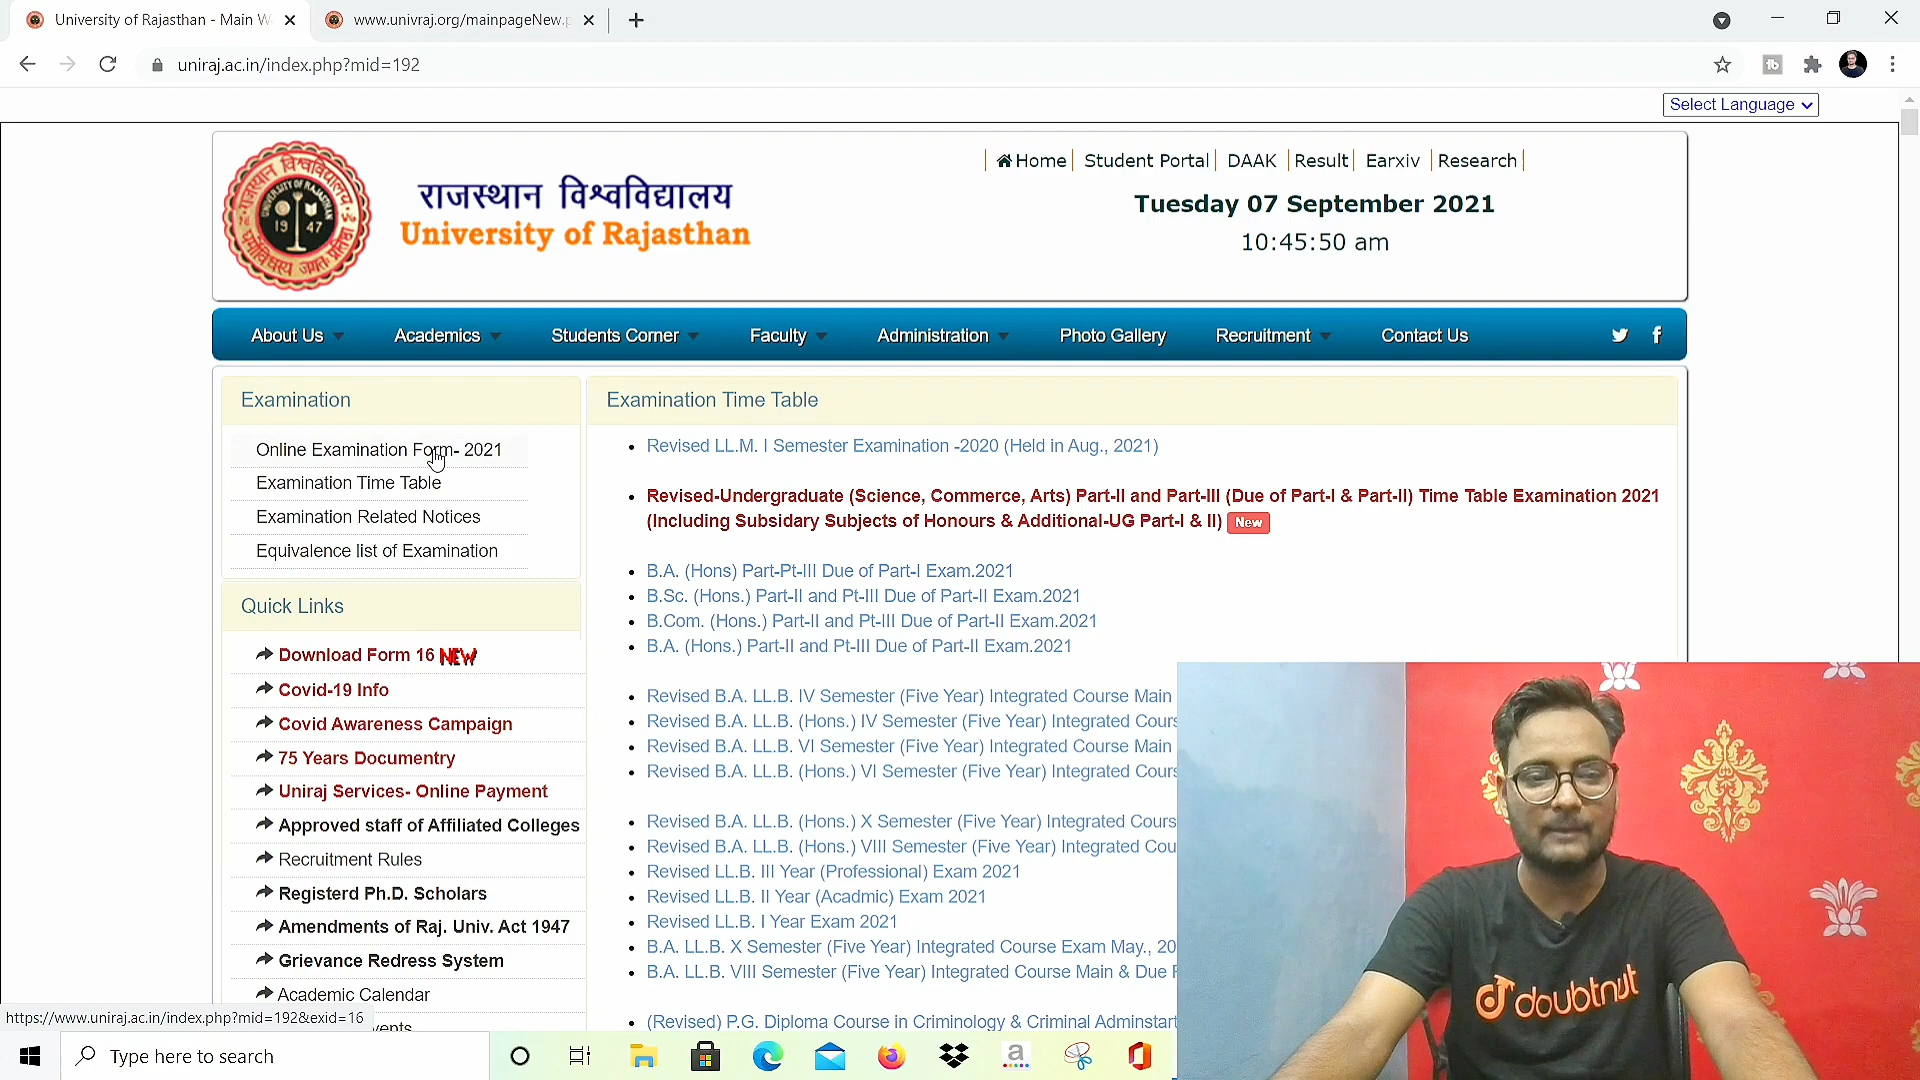 University of Rajasthan - Main W
www.univraj.org/mainpageNew.p
uniraj.ac.in/index.php?mid=192
Select Language
राजस्थान विश्वविद्यालय
University of Rajasthan
Home
Student Portal
DAAK
Result
Earxiv
Research
Tuesday 07 September 2021
10:45:50 am
About Us
Academics
Students Corner
Faculty
Administration
Photo Gallery
Recruitment
Contact Us
Examination
Online Examination Form- 2021
Examination Time Table
Examination Related Notices
Equivalence list of Examination
Quick Links
Download Form 16 NEW
Covid-19 Info
Covid Awareness Campaign
75 Years Documentry
Uniraj Services- Online Payment
Approved staff of Affiliated Colleges
Recruitment Rules
Registerd Ph.D. Scholars
Amendments of Raj. Univ. Act 1947
Grievance Redress System
Academic Calendar
Examination Time Table
Revised LL.M. I Semester Examination -2020 (Held in Aug., 2021)
Revised-Undergraduate (Science, Commerce, Arts) Part-II and Part-III (Due of Part-I & Part-II) Time Table Examination 2021
(Including Subsidary Subjects of Honours & Additional-UG Part-I & II) New
B.A. (Hons) Part-Pt-III Due of Part-I Exam.2021
B.Sc. (Hons.) Part-II and Pt-III Due of Part-II Exam.2021
B.Com. (Hons.) Part-II and Pt-III Due of Part-II Exam.2021
B.A. (Hons.) Part-II and Pt-III Due of Part-II Exam.2021
Revised B.A. LL.B. IV Semester (Five Year) Integrated Course Main
Revised B.A. LL.B. (Hons.) IV Semester (Five Year) Integrated Cours
Revised B.A. LL.B. VI Semester (Five Year) Integrated Course Main
Revised B.A. LL.B. (Hons.) VI Semester (Five Year) Integrated Cours
Revised B.A. LL.B. (Hons.) X Semester (Five Year) Integrated Cours
Revised B.A. LL.B. (Hons.) VIII Semester (Five Year) Integrated Cou
Revised LL.B. III Year (Professional) Exam 2021
Revised LL.B. II Year (Acadmic) Exam 2021
Revised LL.B. I Year Exam 2021
B.A. LL.B. X Semester (Five Year) Integrated Course Exam May., 20
B.A. LL.B. VIII Semester (Five Year) Integrated Course Main & Due
(Revised) P.G. Diploma Course in Criminology & Criminal Adminstart
doubtnut
https://www.uniraj.ac.in/index.php?mid=192&exid=16
Type here to search